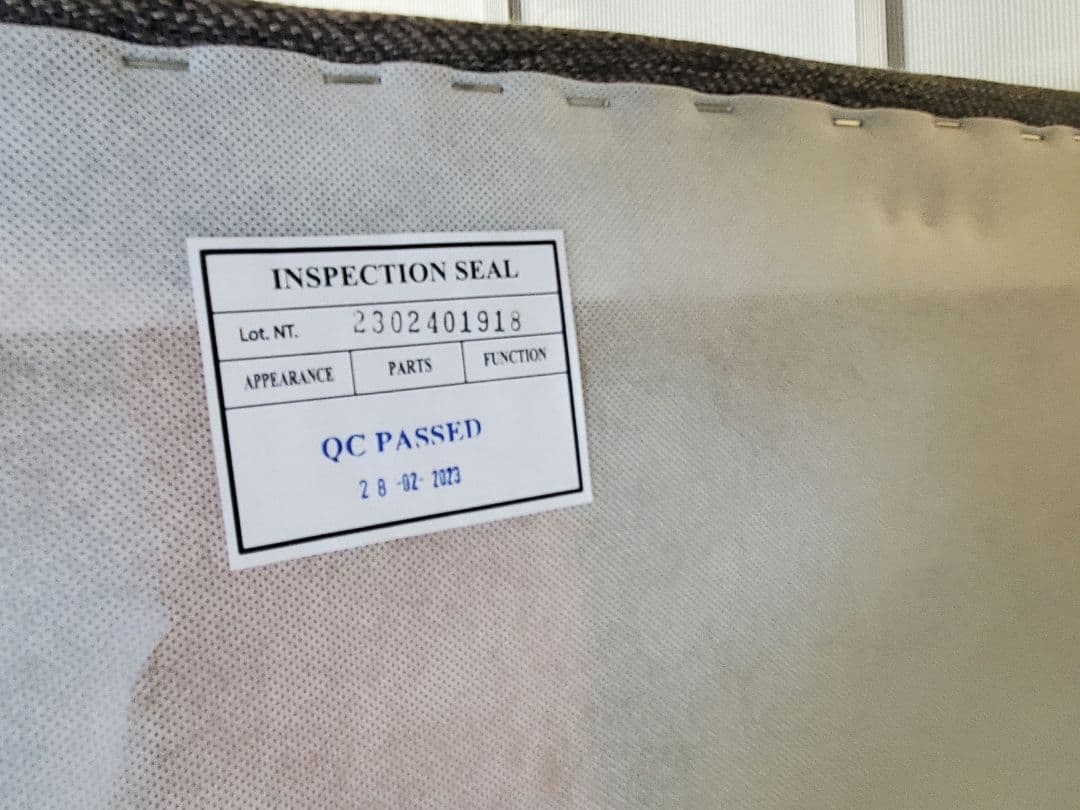 INSPECTION SEAL
Lot. NT. 2302401918
APPEARANCE PARTS FUNCTION
QC PASSED
28-02-2023